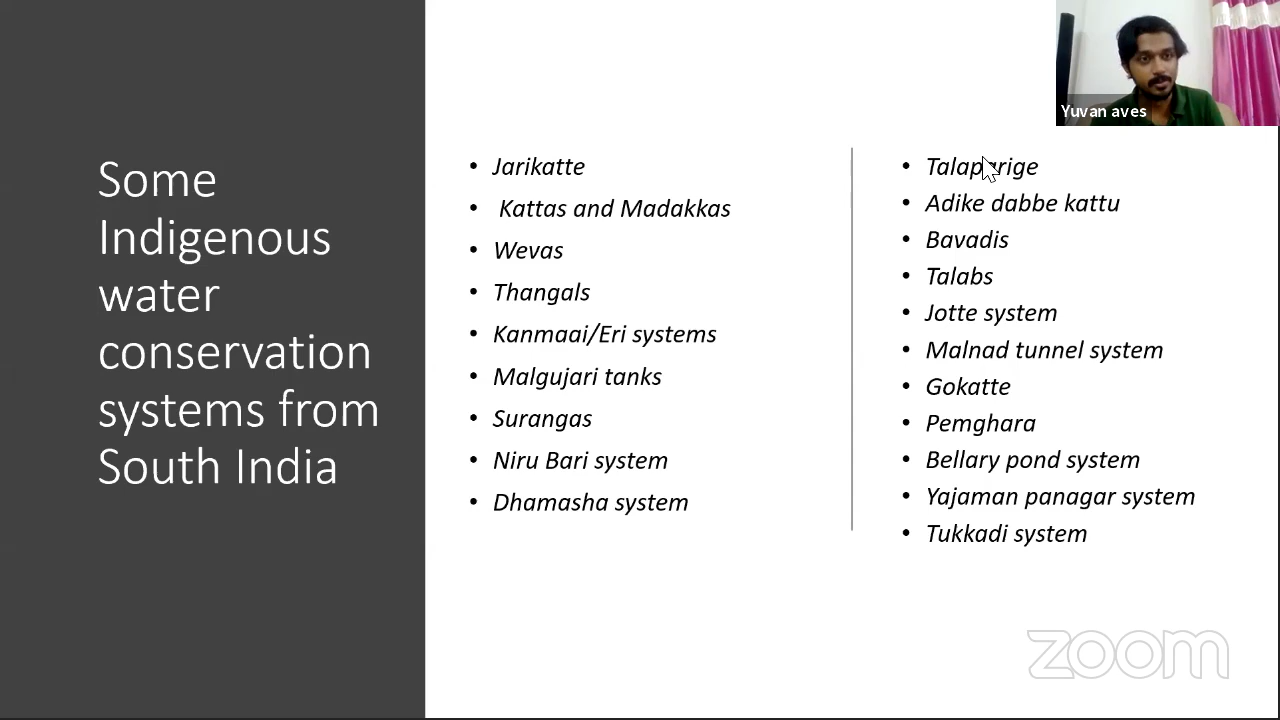 Some
Indigenous
water
conservation
systems from
South India
Jarikatte
Kattas and Madakkas
Wevas
Thangals
Kanmaai/Eri systems
Malgujari tanks
Surangas
Niru Bari system
Dhamasha system
Talaparige
Adike dabbe kattu
Bavadis
Talabs
Jotte system
Malnad tunnel system
Gokatte
Pemghara
Bellary pond system
Yajaman panagar system
Tukkadi system
Yuvan aves
zoom